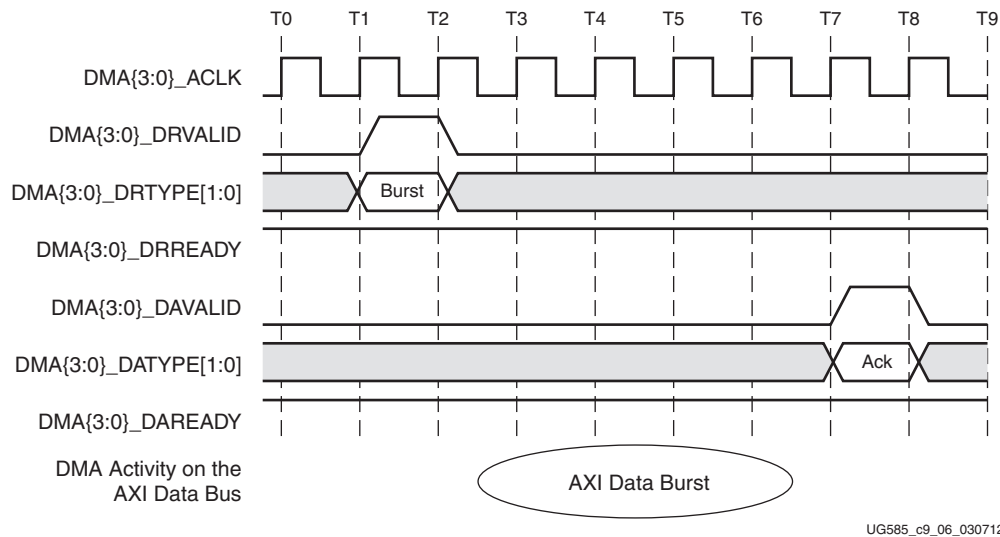 T0 T1 T2 T3 T4 T5 T6 T7 T8 T9
DMA{3:0}_ACLK
DMA{3:0}_DRVALID
DMA{3:0}_DRTYPE[1:0] Burst
DMA{3:0}_DRREADY
DMA{3:0}_DAVALID
DMA{3:0}_DATYPE[1:0] Ack
DMA{3:0}_DAREADY
DMA Activity on the
AXI Data Bus
AXI Data Burst
UG585_c9_06_030712